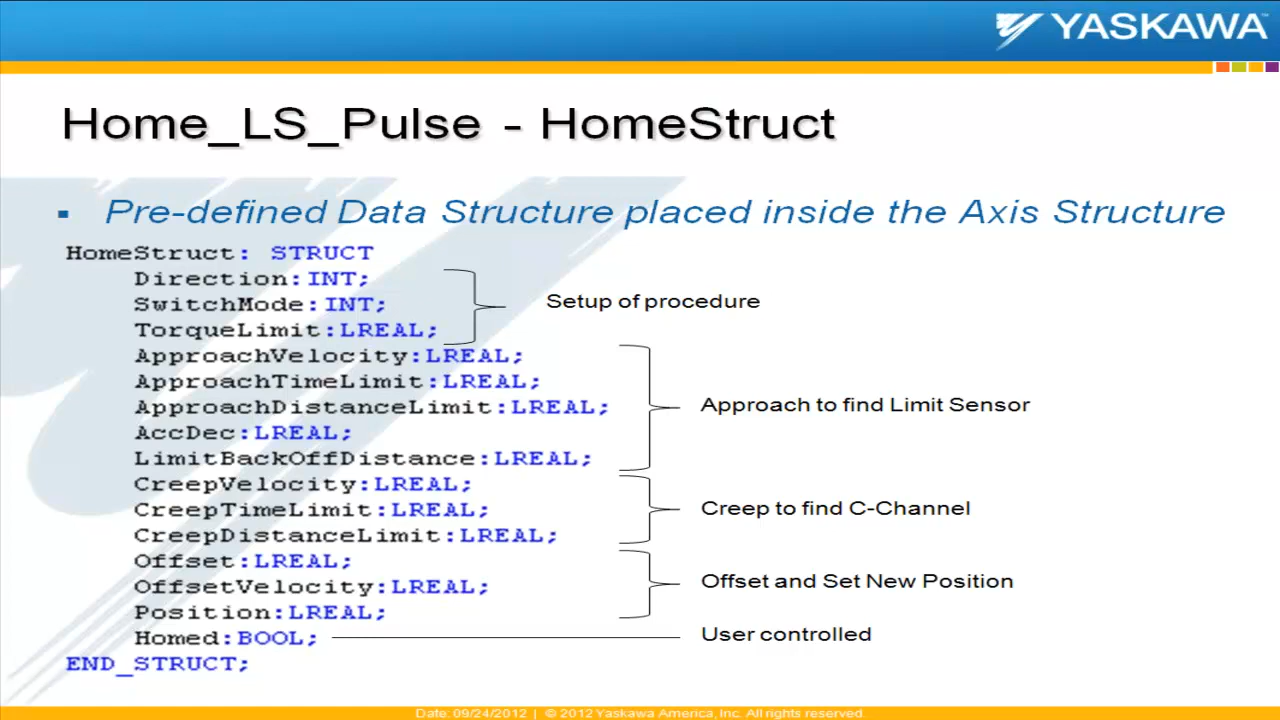 YASKAWA
Home_LS_Pulse - HomeStruct
▪ Pre-defined Data Structure placed inside the Axis Structure
HomeStruct: STRUCT
Direction:INT;
SwitchMode:INT;
TorqueLimit:LREAL;
Setup of procedure
ApproachVelocity:LREAL;
ApproachTimeLimit:LREAL;
ApproachDistanceLimit:LREAL;
AccDec:LREAL;
LimitBackOffDistance:LREAL;
Approach to find Limit Sensor
CreepVelocity:LREAL;
CreepTimeLimit:LREAL;
CreepDistanceLimit:LREAL;
Creep to find C-Channel
Offset:LREAL;
OffsetVelocity:LREAL;
Position:LREAL;
Offset and Set New Position
Homed:BOOL;
User controlled
END_STRUCT;
Date: 09/24/2012 | © 2012 Yaskawa America, Inc. All rights reserved.